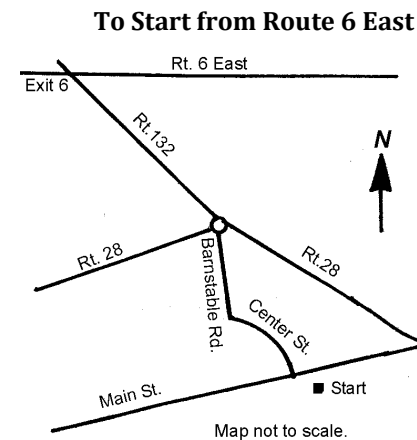 To Start from Route 6 East
Rt. 6 East
Exit 6
Rt.132
N
Rt. 28
Barnstable Rd.
Rt.28
Center St.
Main St.
Start
Map not to scale.